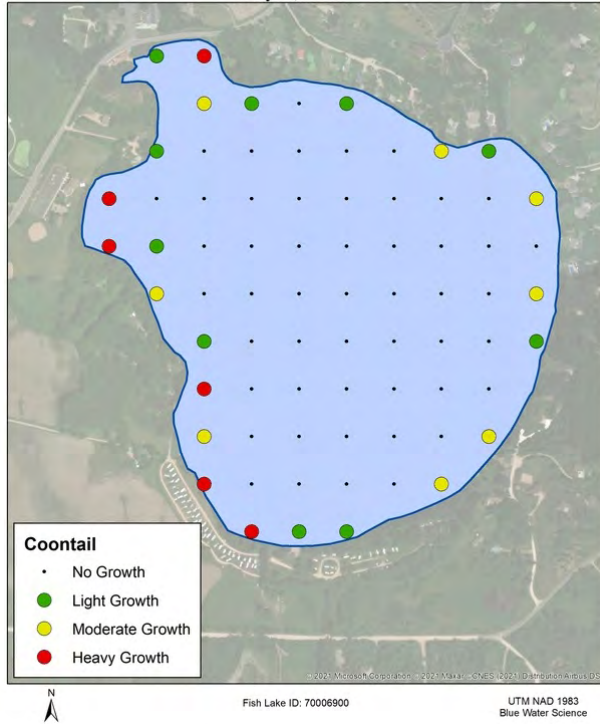 Coontail
No Growth
Light Growth
Moderate Growth
Heavy Growth
© 2021 Microsoft Corporation © 2021 Maxar ©CNES (2021) Distribution Airbus DS
N
Fish Lake ID: 70006900
UTM NAD 1983
Blue Water Science